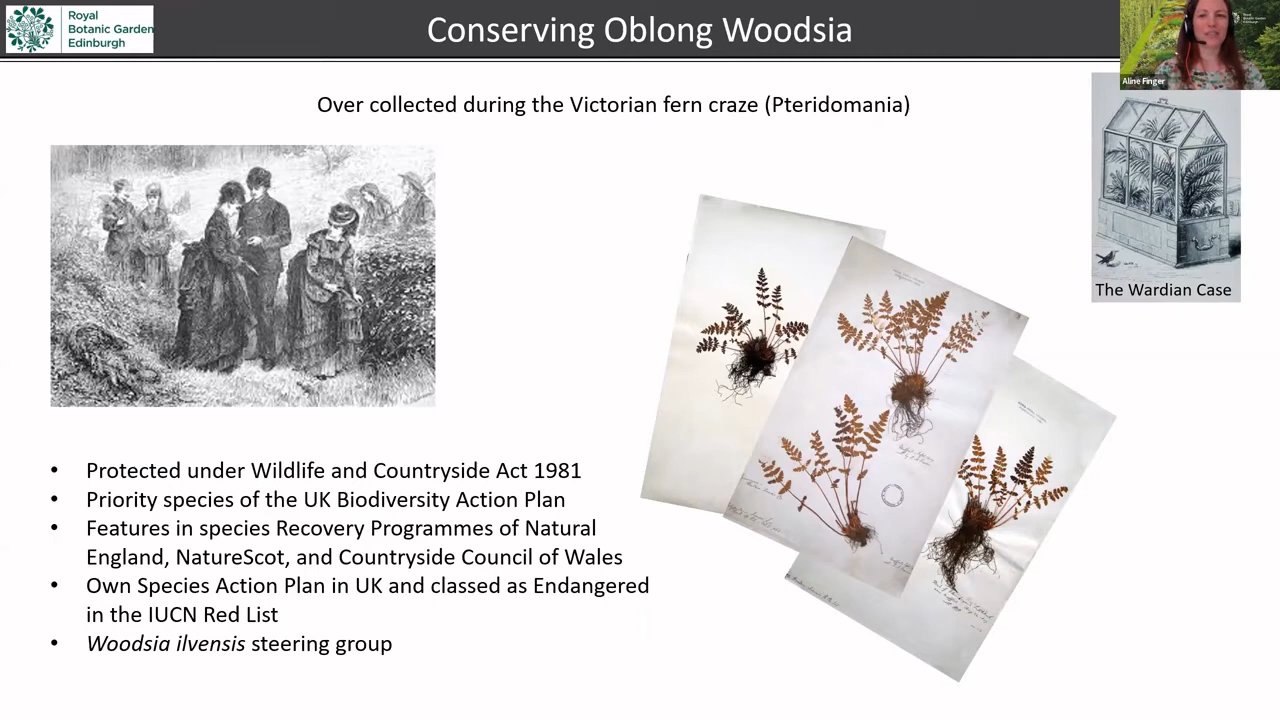 Royal
Botanic Garden
Edinburgh
Conserving Oblong Woodsia
Aline Finger
Over collected during the Victorian fern craze (Pteridomania)
The Wardian Case
• Protected under Wildlife and Countryside Act 1981
• Priority species of the UK Biodiversity Action Plan
• Features in species Recovery Programmes of Natural
England, NatureScot, and Countryside Council of Wales
• Own Species Action Plan in UK and classed as Endangered
in the IUCN Red List
• Woodsia ilvensis steering group